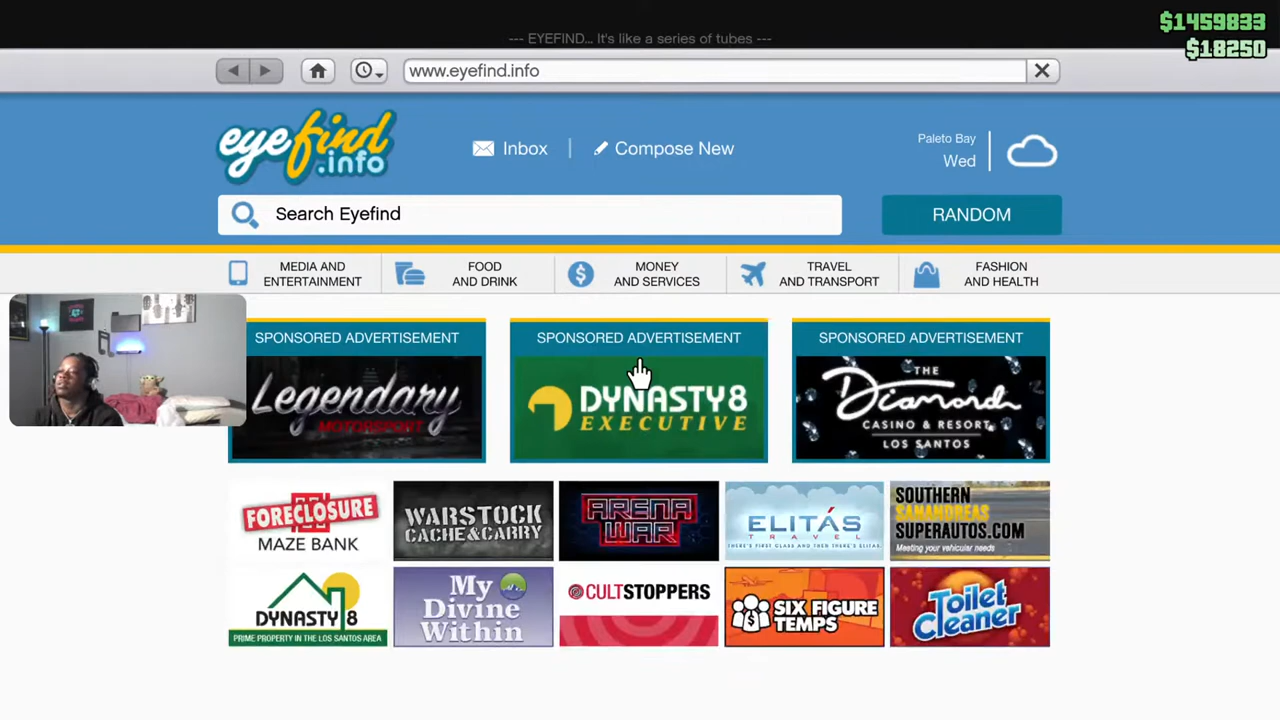 $1459833
$18250
--- EYEFIND... It's like a series of tubes ---
www.eyefind.info
eyefind
.info
Inbox
Compose New
Paleto Bay
Wed
Search Eyefind
RANDOM
MEDIA AND
ENTERTAINMENT
FOOD
AND DRINK
MONEY
AND SERVICES
TRAVEL
AND TRANSPORT
FASHION
AND HEALTH
SPONSORED ADVERTISEMENT
Legendary
MOTORSPORT
SPONSORED ADVERTISEMENT
DYNASTY8
EXECUTIVE
SPONSORED ADVERTISEMENT
THE
Diamond
CASINO & RESORT
LOS SANTOS
FORECLOSURE
MAZE BANK
WARSTOCK
CACHE & CARRY
ARENA
WAR
ELITÁS
TRAVEL
THERE'S FIRST CLASS AND THEN THERE'S ELITÁS.
SOUTHERN
SAN ANDREAS
SUPERAUTOS.COM
Meeting your vehicular needs
DYNASTY 8
PRIME PROPERTY IN THE LOS SANTOS AREA
My
Divine
Within
CULTSTOPPERS
SIX FIGURE
TEMPS
Toilet
Cleaner